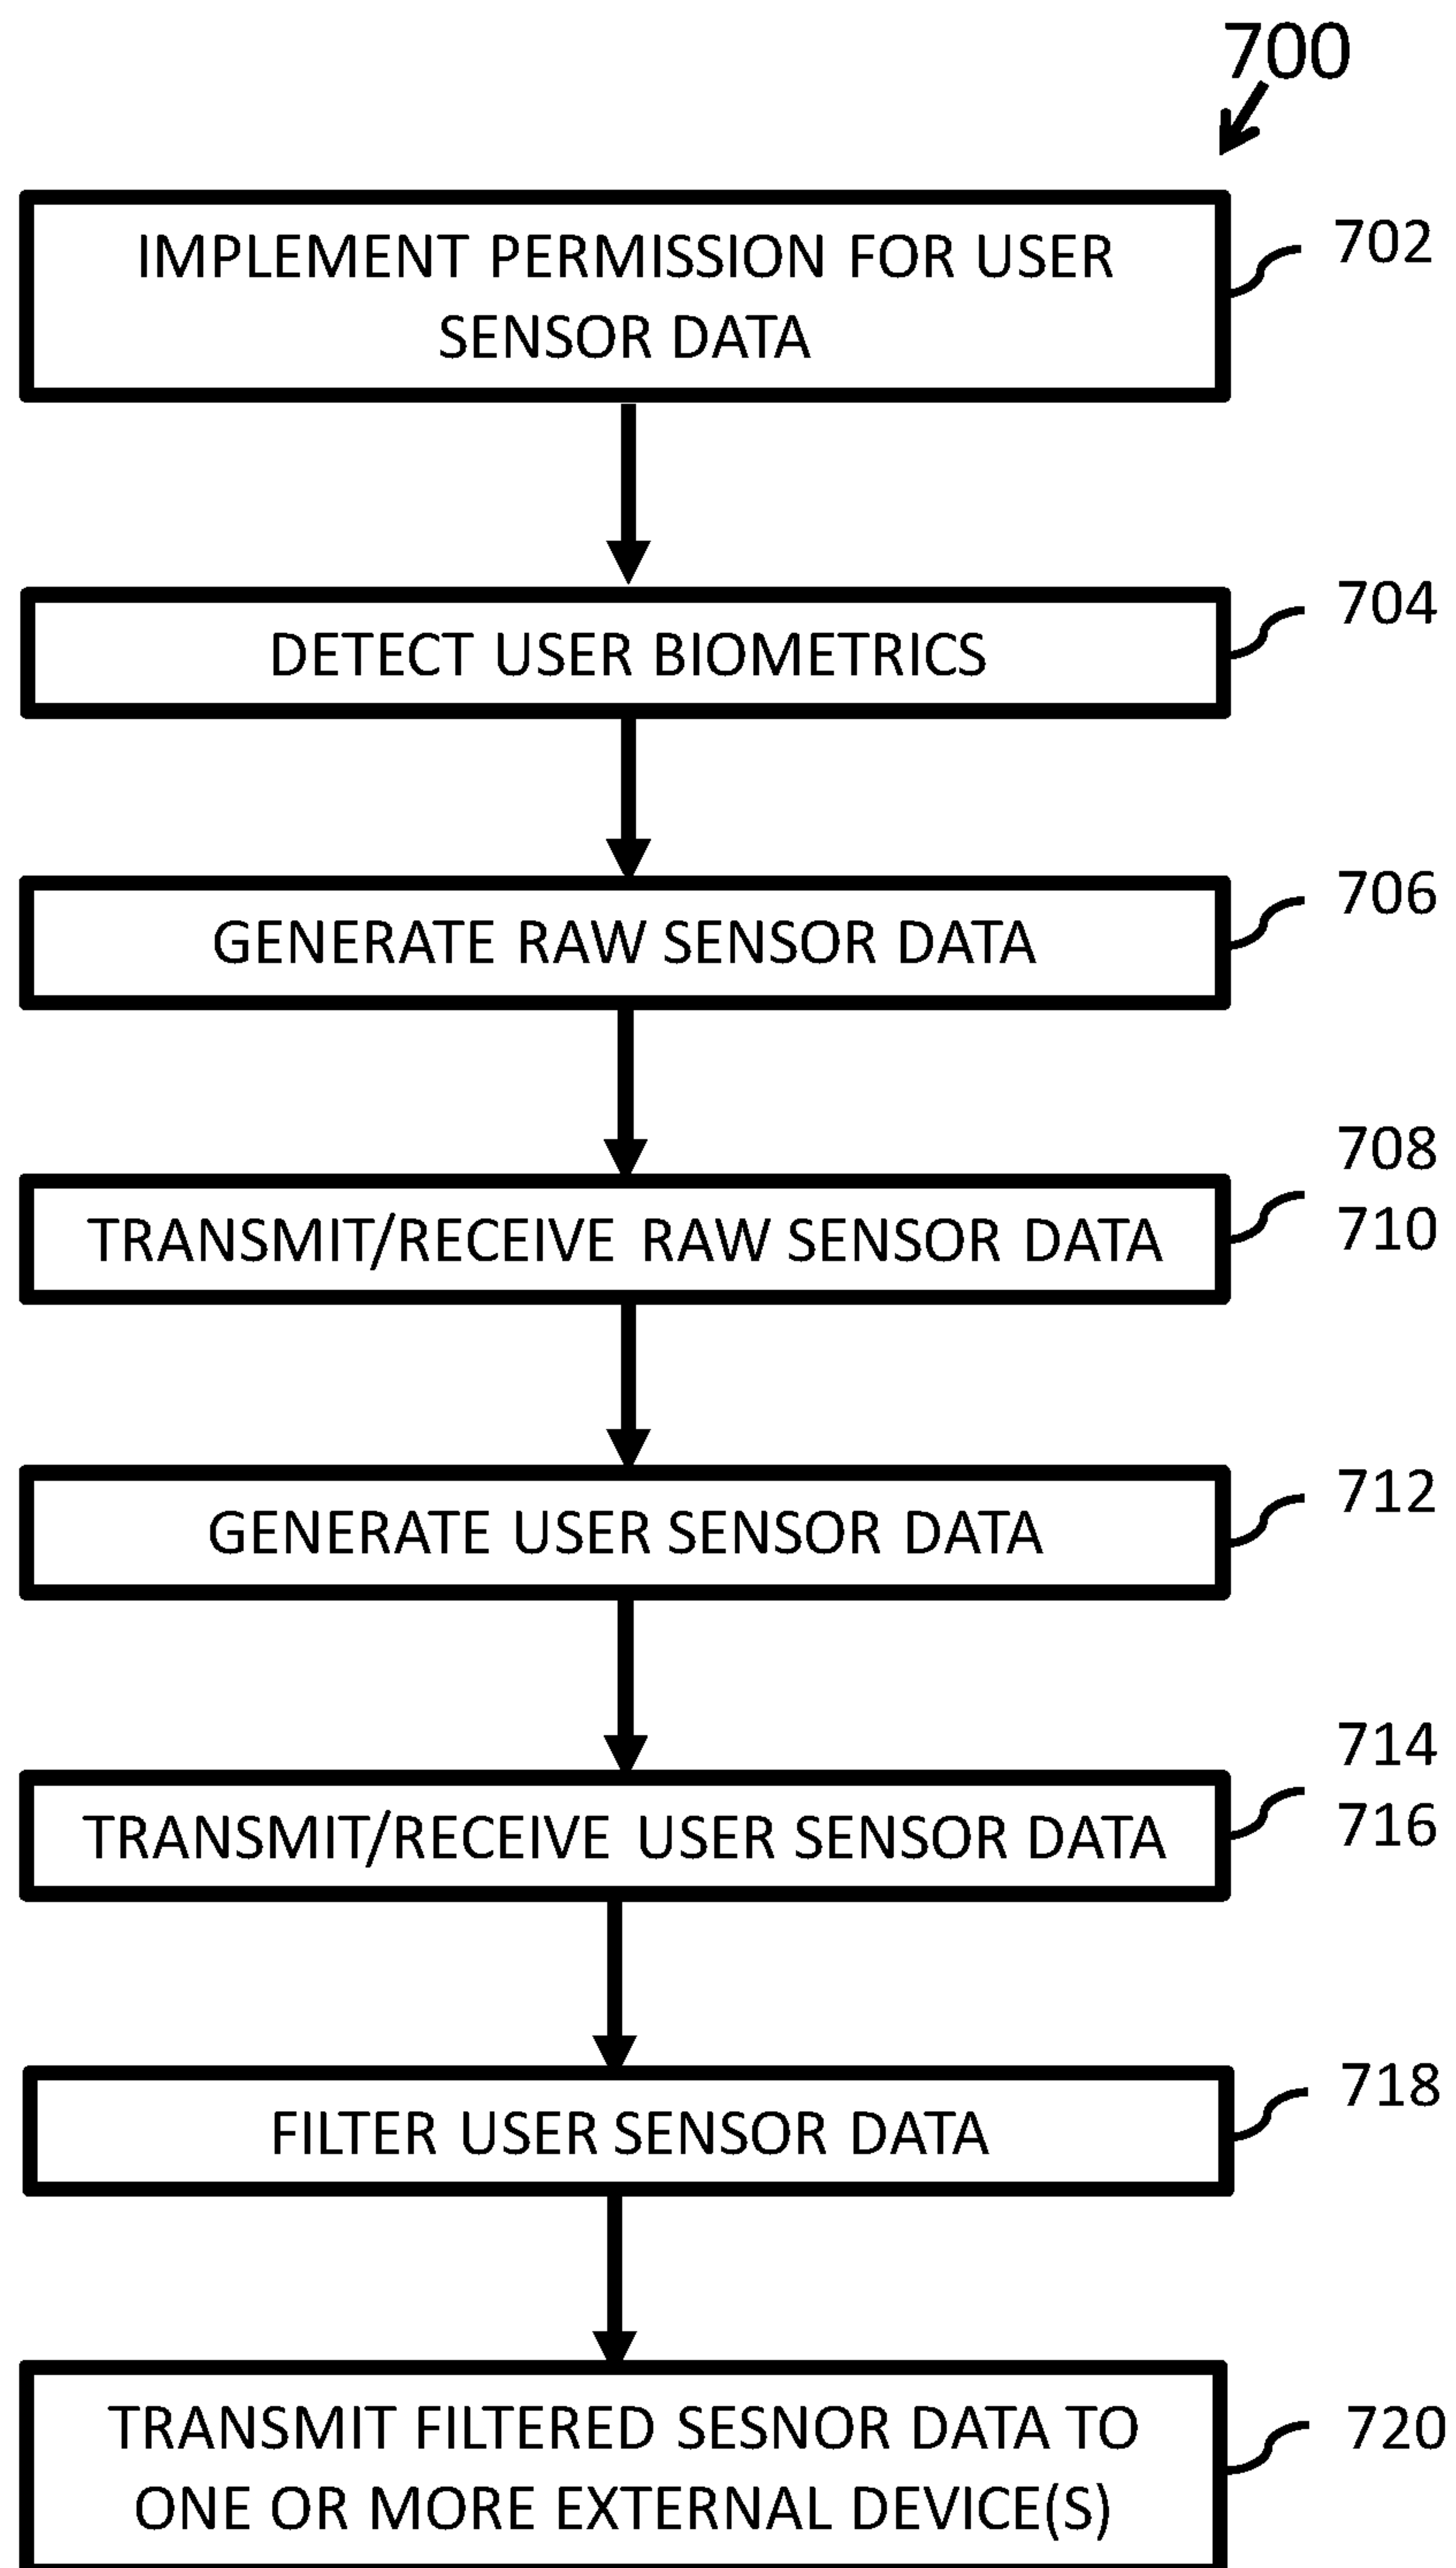 700
IMPLEMENT PERMISSION FOR USER
SENSOR DATA
702
DETECT USER BIOMETRICS
704
GENERATE RAW SENSOR DATA
706
TRANSMIT/RECEIVE RAW SENSOR DATA
708
710
GENERATE USER SENSOR DATA
712
TRANSMIT/RECEIVE USER SENSOR DATA
714
716
FILTER USER SENSOR DATA
718
TRANSMIT FILTERED SESNOR DATA TO
ONE OR MORE EXTERNAL DEVICE(S)
720